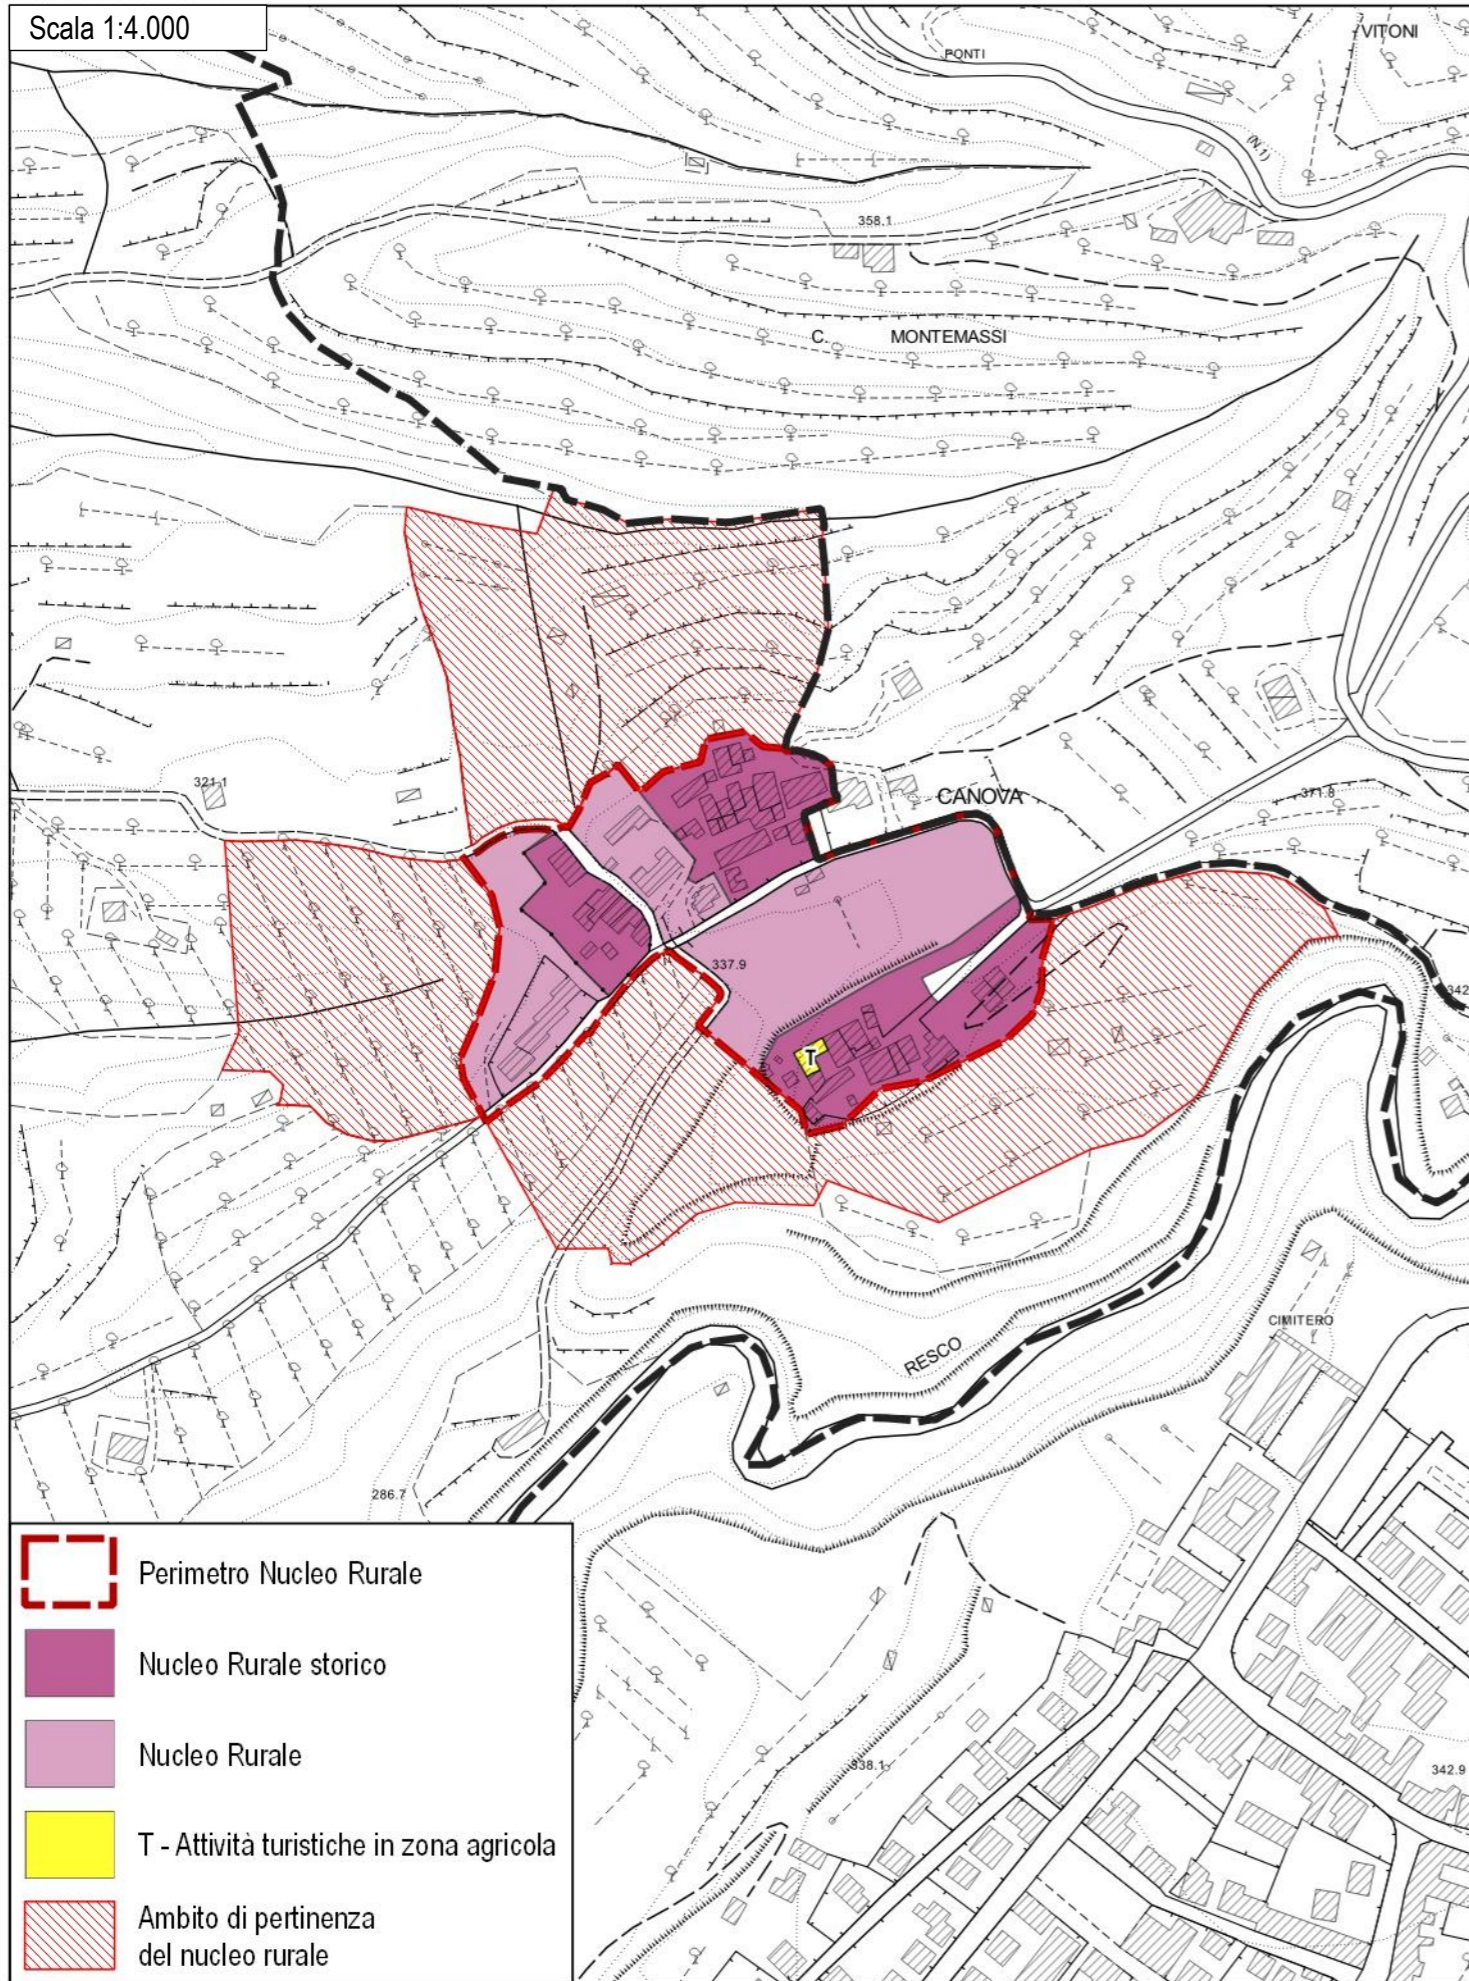 Scala 1:4.000
VITONI
PONTI
(N.1)
358.1
C. MONTEMASSI
321.1
CANOVA
371.8
337.9
T
CIMITERO
RESCO
286.7
338.1
342.9
Perimetro Nucleo Rurale
Nucleo Rurale storico
Nucleo Rurale
T - Attività turistiche in zona agricola
Ambito di pertinenza
del nucleo rurale